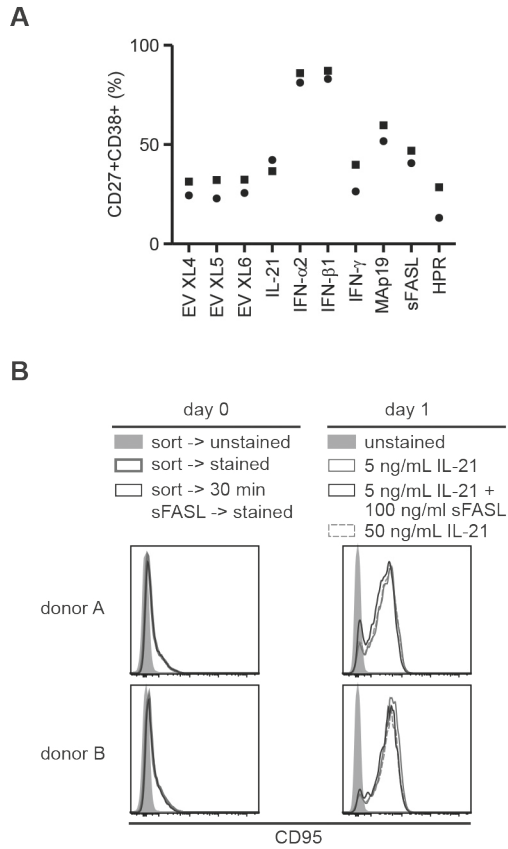 A
CD27+CD38+ (%)
100
50
0
EV XL4
EV XL5
EV XL6
IL-21
IFN-α2
IFN-β1
IFN-γ
MAp19
sFASL
HPR
B
day 0
day 1
sort -> unstained
sort -> stained
sort -> 30 min
sFASL -> stained
unstained
5 ng/mL IL-21
5 ng/mL IL-21 +
100 ng/ml sFASL
50 ng/mL IL-21
donor A
donor B
CD95